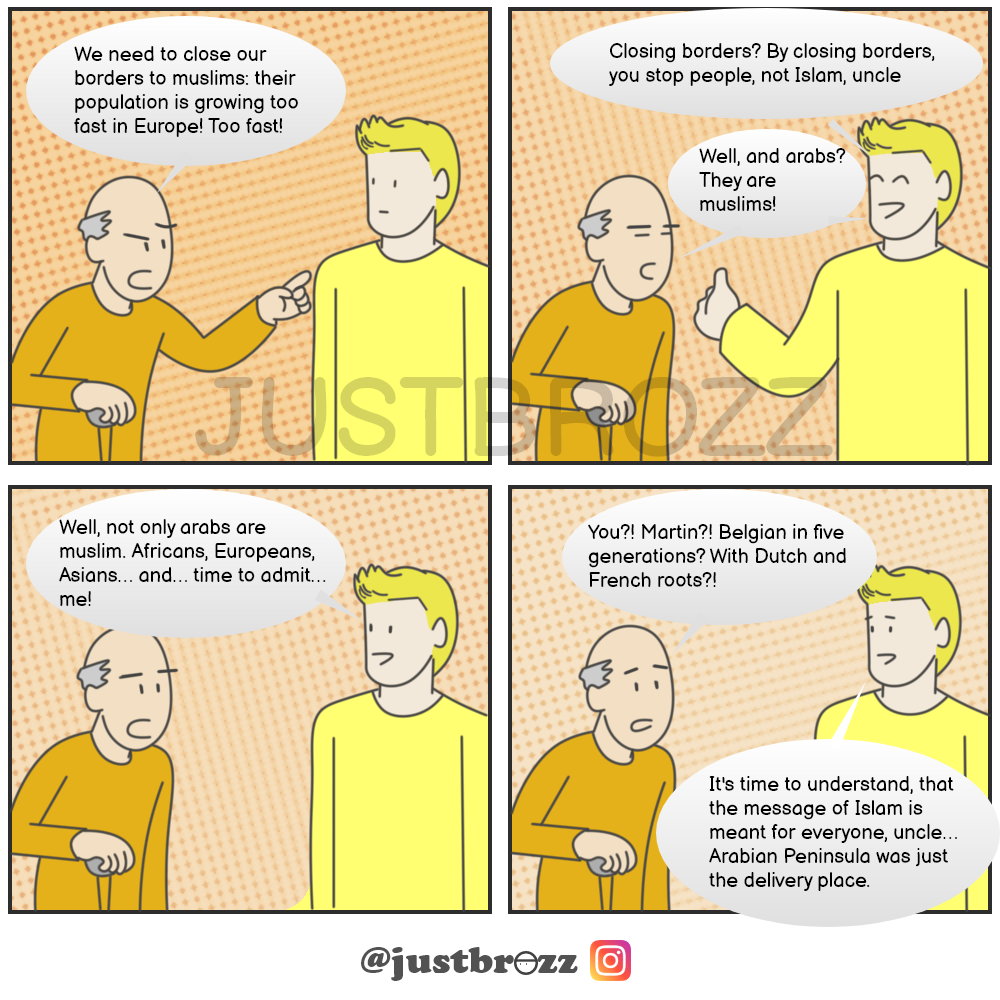 We need to close our
borders to muslims: their
population is growing too
fast in Europe! Too fast!
Closing borders? By closing borders,
you stop people, not Islam, uncle
Well, and arabs?
They are
muslims!
JUSTBROZZ
Well, not only arabs are
muslim. Africans, Europeans,
Asians... and... time to admit...
me!
You?! Martin?! Belgian in five
generations? With Dutch and
French roots?!
It's time to understand, that
the message of Islam is
meant for everyone, uncle...
Arabian Peninsula was just
the delivery place.
@justbrozz